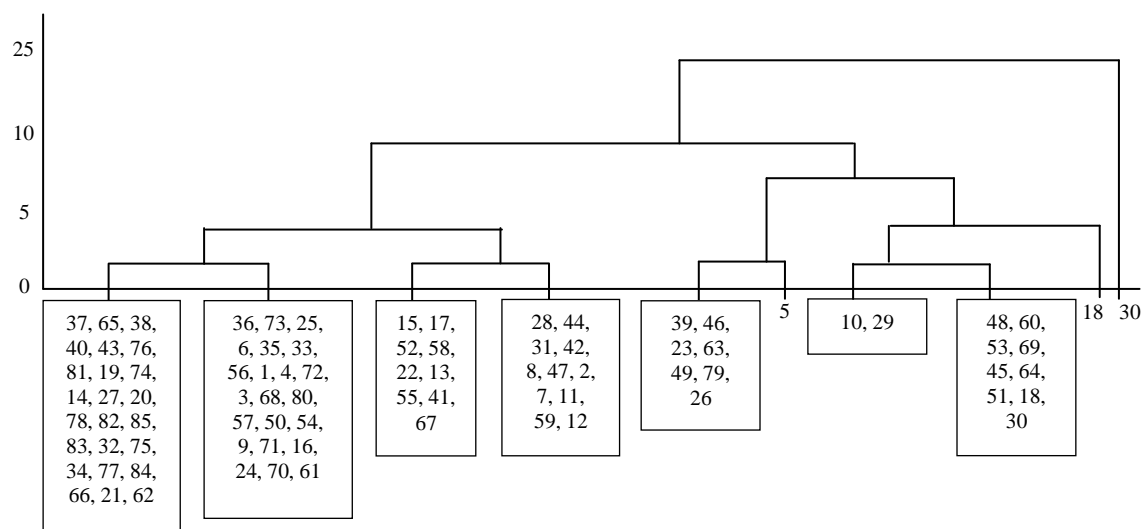 25
10
5
0
37, 65, 38,
40, 43, 76,
81, 19, 74,
14, 27, 20,
78, 82, 85,
83, 32, 75,
34, 77, 84,
66, 21, 62
36, 73, 25,
6, 35, 33,
56, 1, 4, 72,
3, 68, 80,
57, 50, 54,
9, 71, 16,
24, 70, 61
15, 17,
52, 58,
22, 13,
55, 41,
67
28, 44,
31, 42,
8, 47, 2,
7, 11,
59, 12
39, 46,
23, 63,
49, 79,
26
5
10, 29
48, 60,
53, 69,
45, 64,
51, 18,
30
18
30